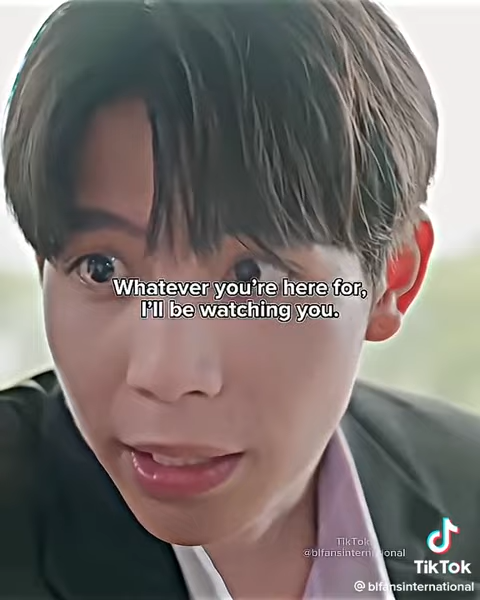 Whatever you're here for,
I'll be watching you.
TikTok
@blfansinternational
TikTok
@blfansinternational